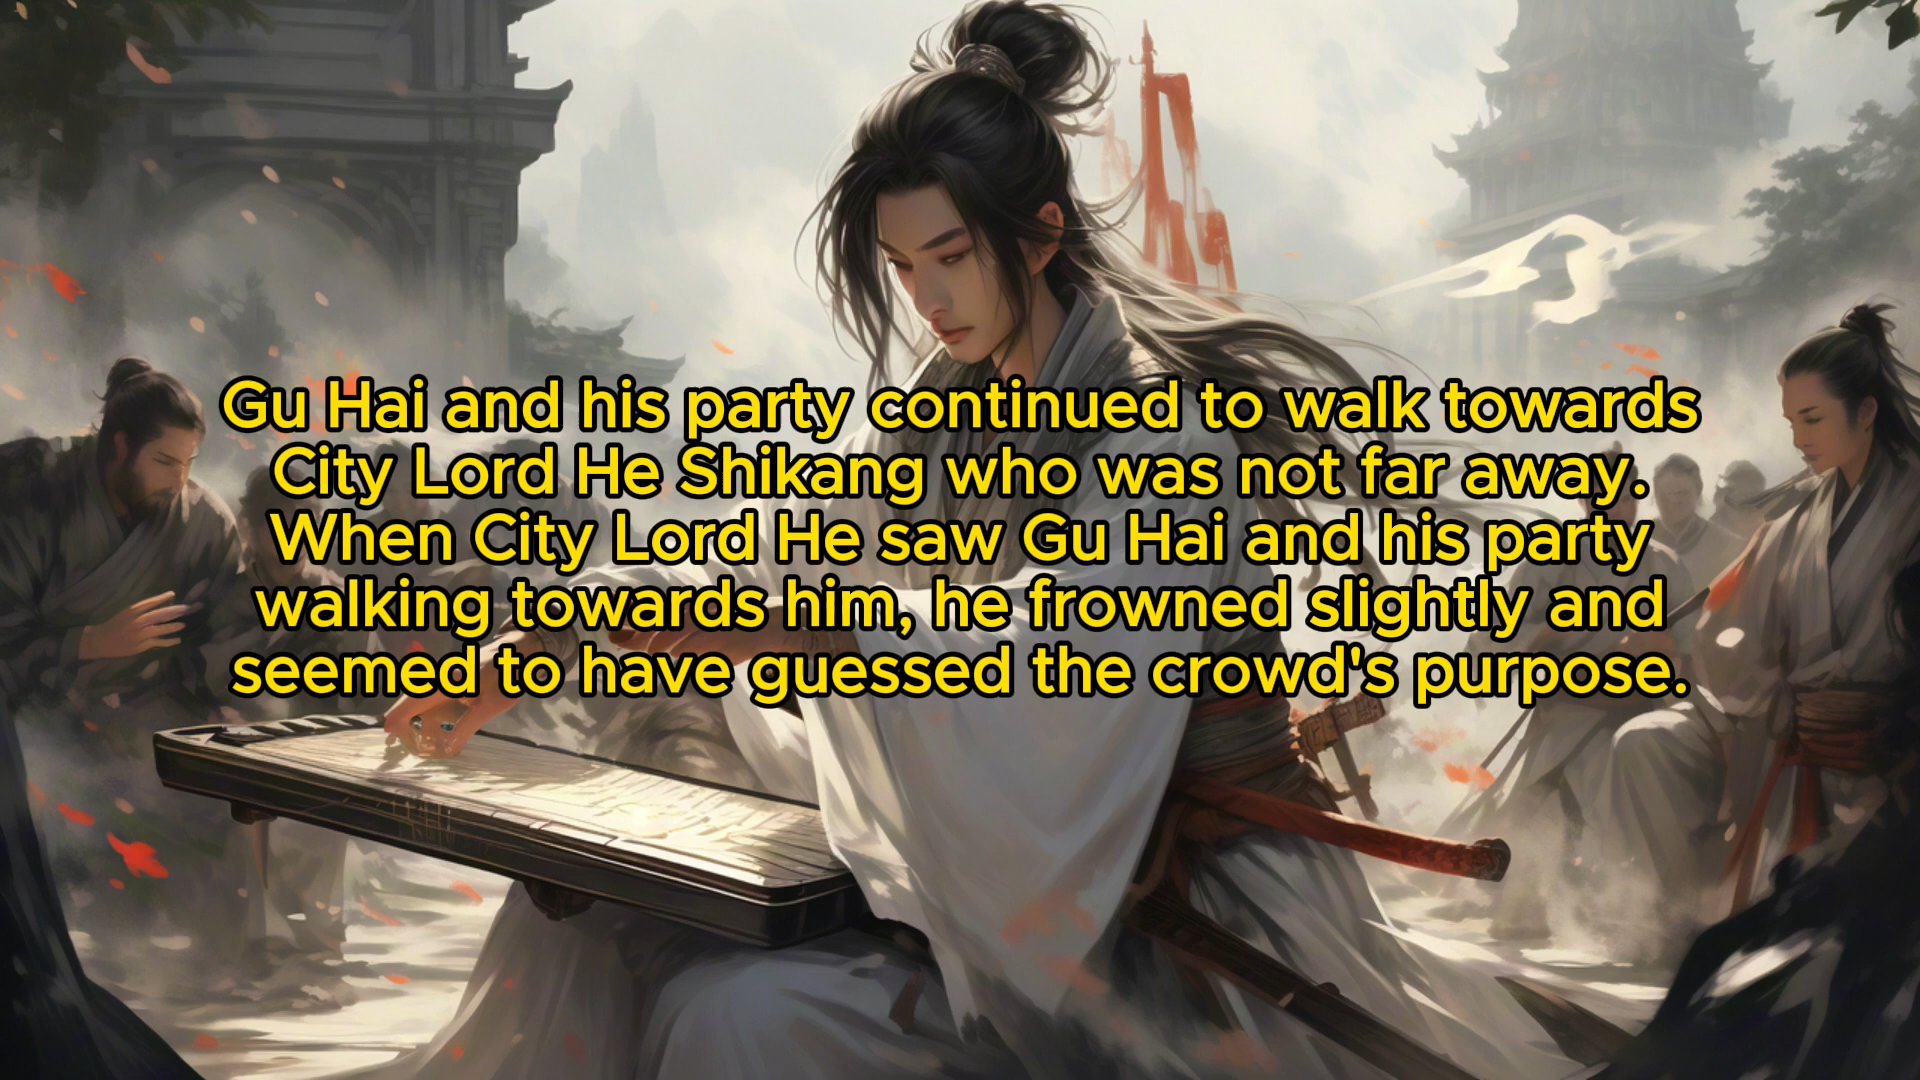 Gu Hai and his party continued to walk towards
City Lord He Shikang who was not far away.
When City Lord He saw Gu Hai and his party
walking towards him, he frowned slightly and
seemed to have guessed the crowd's purpose.